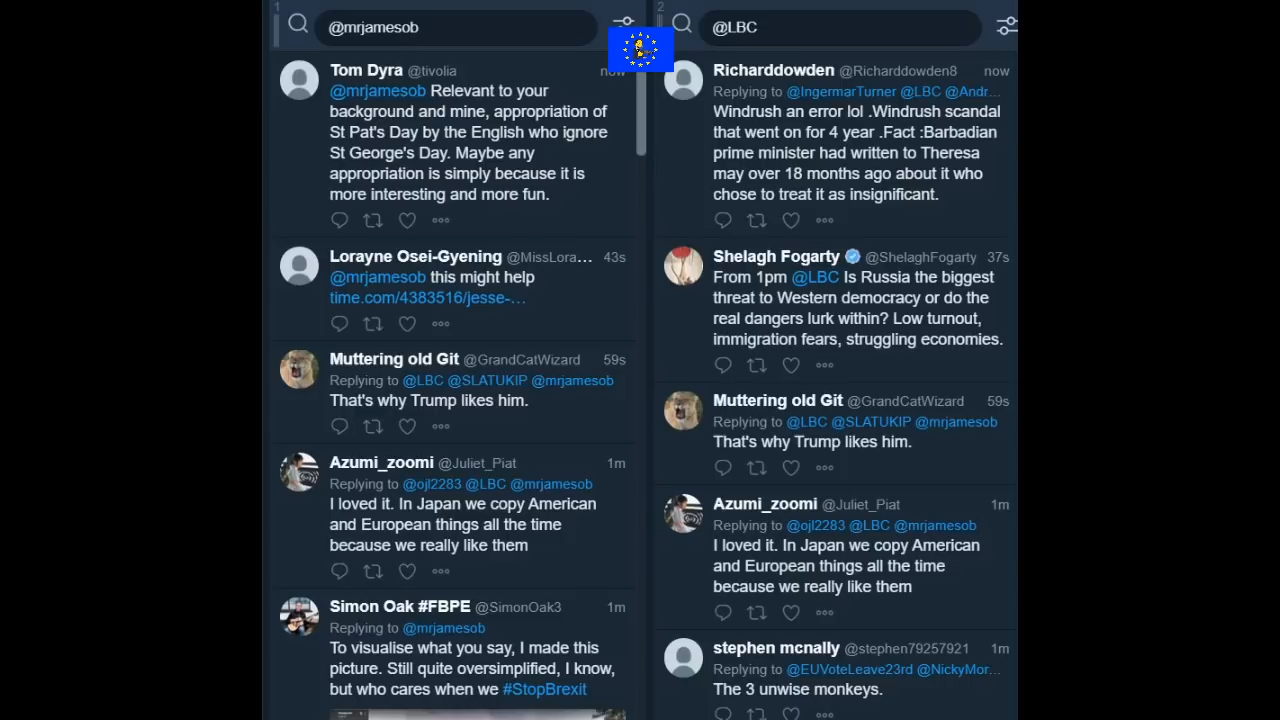 1
@mrjamesob
Tom Dyra @tivolia now
@mrjamesob Relevant to your
background and mine, appropriation of
St Pat's Day by the English who ignore
St George's Day. Maybe any
appropriation is simply because it is
more interesting and more fun.
Lorayne Osei-Gyening @MissLora... 43s
@mrjamesob this might help
time.com/4383516/jesse-...
Muttering old Git @GrandCatWizard 59s
Replying to @LBC @SLATUKIP @mrjamesob
That's why Trump likes him.
Azumi_zoomi @Juliet_Piat 1m
Replying to @ojl2283 @LBC @mrjamesob
I loved it. In Japan we copy American
and European things all the time
because we really like them
Simon Oak #FBPE @SimonOak3 1m
Replying to @mrjamesob
To visualise what you say, I made this
picture. Still quite oversimplified, I know,
but who cares when we #StopBrexit
2
@LBC
Richarddowden @Richarddowden8 now
Replying to @IngermarTurner @LBC @Andr...
Windrush an error lol .Windrush scandal
that went on for 4 year .Fact :Barbadian
prime minister had written to Theresa
may over 18 months ago about it who
chose to treat it as insignificant.
Shelagh Fogarty @ShelaghFogarty 37s
From 1pm @LBC Is Russia the biggest
threat to Western democracy or do the
real dangers lurk within? Low turnout,
immigration fears, struggling economies.
Muttering old Git @GrandCatWizard 59s
Replying to @LBC @SLATUKIP @mrjamesob
That's why Trump likes him.
Azumi_zoomi @Juliet_Piat 1m
Replying to @ojl2283 @LBC @mrjamesob
I loved it. In Japan we copy American
and European things all the time
because we really like them
stephen mcnally @stephen79257921 1m
Replying to @EUVoteLeave23rd @NickyMor...
The 3 unwise monkeys.